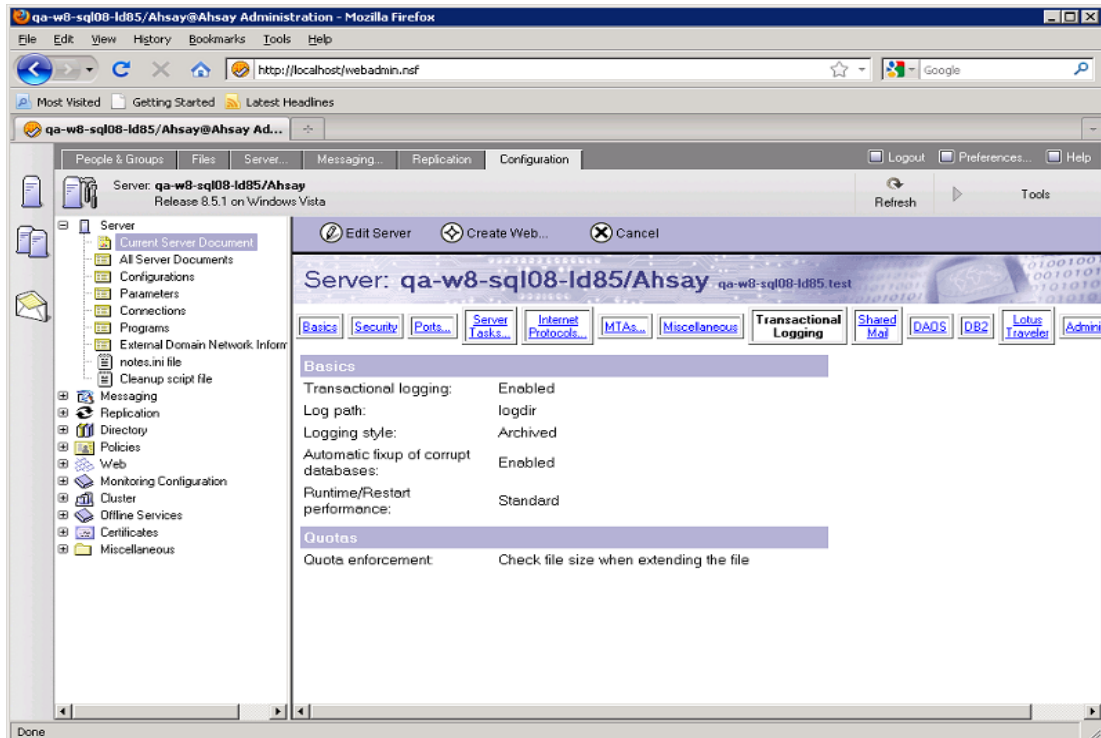 qa-w8-sql08-ld85/Ahsay@Ahsay Administration - Mozilla Firefox
File Edit View History Bookmarks Tools Help
http://localhost/webadmin.nsf
Google
Most Visited Getting Started Latest Headlines
qa-w8-sql08-ld85/Ahsay@Ahsay Ad...
People & Groups Files Server... Messaging... Replication Configuration Logout Preferences... Help
Server: qa-w8-sql08-ld85/Ahsay
Release 8.5.1 on Windows Vista
Refresh
Tools
Server
Current Server Document
All Server Documents
Configurations
Parameters
Connections
Programs
External Domain Network Inform
notes.ini file
Cleanup script file
Messaging
Replication
Directory
Policies
Web
Monitoring Configuration
Cluster
Offline Services
Certificates
Miscellaneous
Edit Server Create Web... Cancel
Server: qa-w8-sql08-ld85/Ahsay qa-w8-sql08-ld85.test
Basics Security Ports... Server Tasks... Internet Protocols... MTAs... Miscellaneous Transactional Logging Shared Mail DAOS DB2 Lotus Traveler Admini
Basics
Transactional logging: Enabled
Log path: logdir
Logging style: Archived
Automatic fixup of corrupt databases: Enabled
Runtime/Restart performance: Standard
Quotas
Quota enforcement: Check file size when extending the file
Done